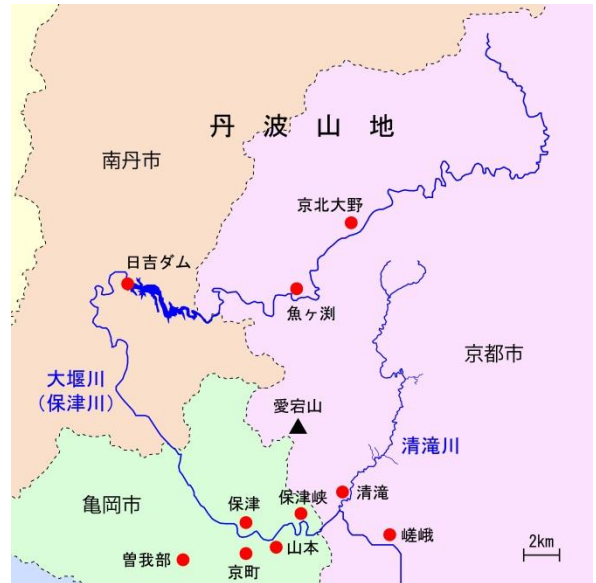 丹波山地
南丹市
京北大野
日吉ダム
魚ヶ渕
京都市
大堰川
(保津川)
愛宕山
清滝川
亀岡市
保津
保津峡
清滝
嵯峨
山本
京町
曽我部
2km